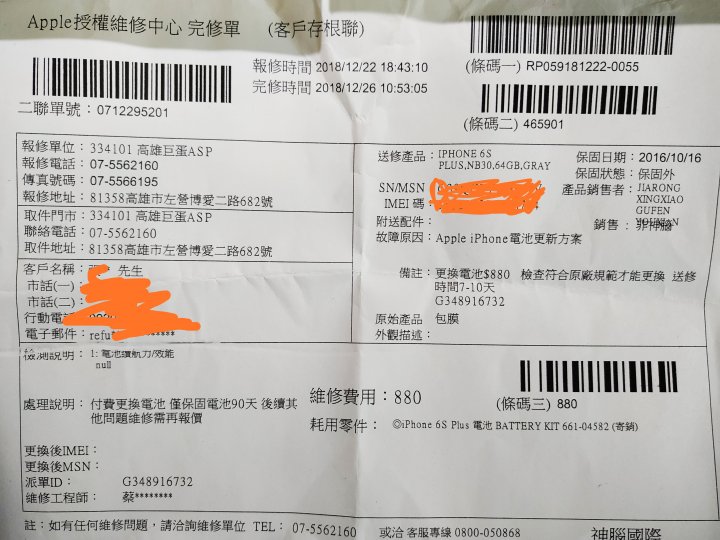 Apple授權維修中心 完修單 (客戶存根聯)
報修時間 2018/12/22 18:43:10
完修時間 2018/12/26 10:53:05
(條碼一) RP059181222-0055
二聯單號：0712295201
(條碼二) 465901
報修單位：334101 高雄巨蛋ASP
報修電話：07-5562160
傳真號碼：07-5566195
報修地址：81358高雄市左營博愛二路682號
取件門市：334101 高雄巨蛋ASP
聯絡電話：07-5562160
取件地址：81358高雄市左營博愛二路682號
客戶名稱： 先生
市話(一)
市話(二)
行動電話
電子郵件：refu
送修產品：IPHONE 6S
PLUS,NB30,64GB,GRAY
SN/MSN
IMEI 碼
附送配件：
故障原因：Apple iPhone電池更新方案
保固日期：2016/10/16
保固狀態：保固外
產品銷售者：JIARONG
XINGXIAO
GUFEN
銷售：非神腦
備註：更換電池$880 檢查符合原廠規範才能更換 送修
時間7-10天
G348916732
原始產品 包膜
外觀描述：
檢測說明：1: 電池續航力/效能
null
處理說明：付費更換電池 僅保固電池90天 後續其
他問題維修需再報價
維修費用：880
(條碼三) 880
耗用零件：◎iPhone 6S Plus 電池 BATTERY KIT 661-04582 (寄銷)
更換後IMEI：
更換後MSN：
派單ID： G348916732
維修工程師： 蔡********
註：如有任何維修問題，請洽詢維修單位 TEL： 07-5562160 或洽 客服專線 0800-050868
神腦國際